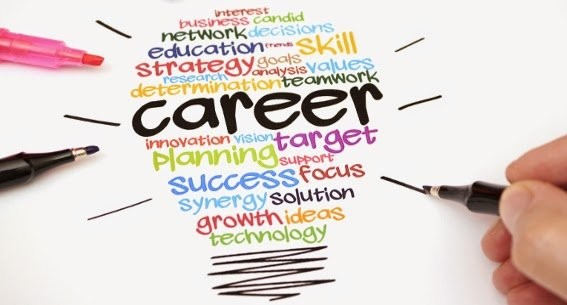 interest
business candid
network decisions
education friends skill
strategy goals
research analysis values
determination teamwork
career
innovation vision target
planning support
success focus
synergy solution
growth ideas
technology